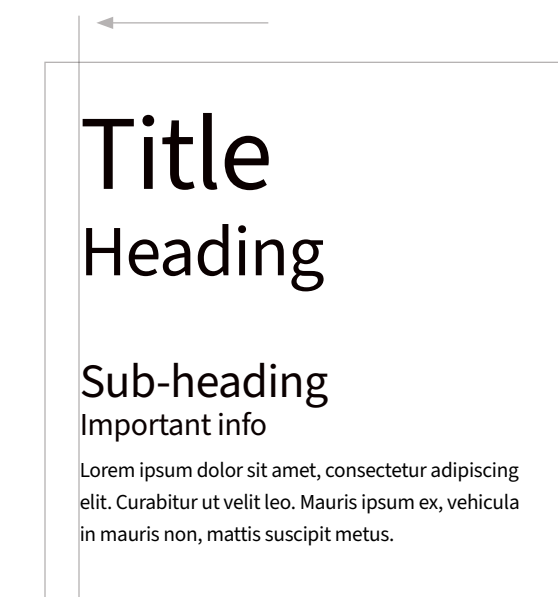 Title
Heading
Sub-heading
Important info
Lorem ipsum dolor sit amet, consectetur adipiscing
elit. Curabitur ut velit leo. Mauris ipsum ex, vehicula
in mauris non, mattis suscipit metus.